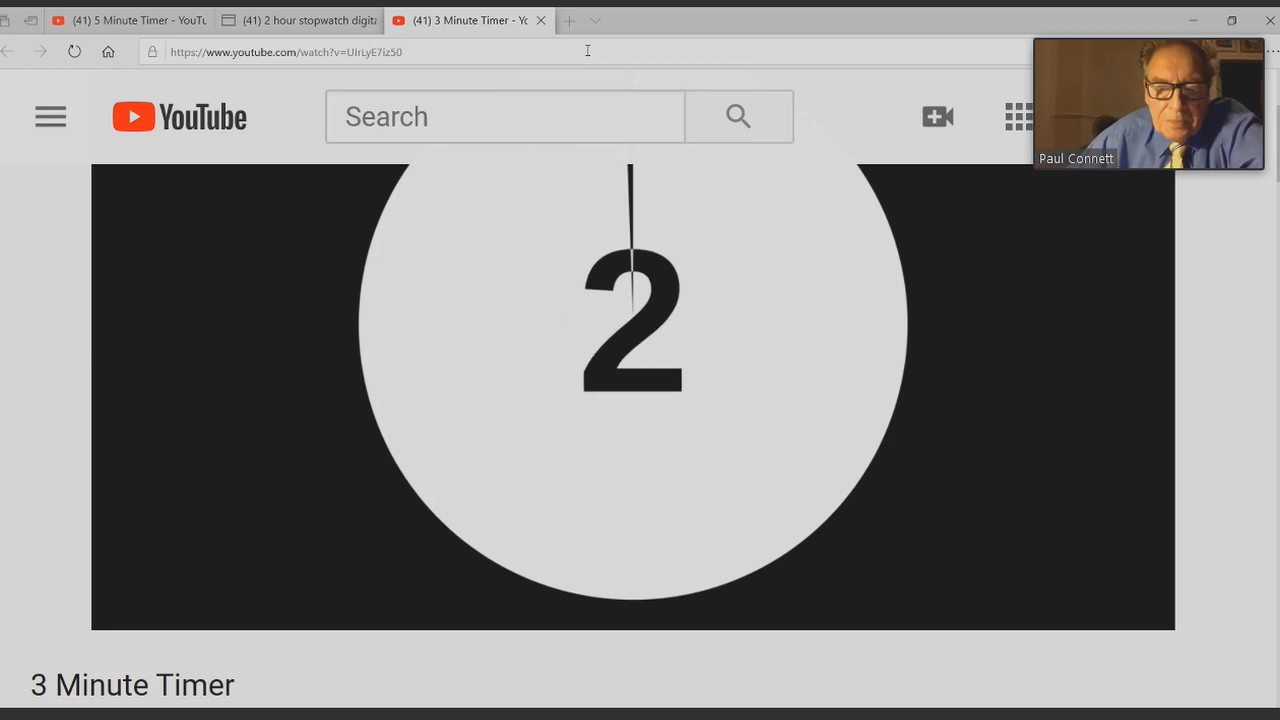 (41) 5 Minute Timer - YouTu
(41) 2 hour stopwatch digita
(41) 3 Minute Timer - Yo
https://www.youtube.com/watch?v=UIrLyE7iz50
YouTube
Search
Paul Connett
2
3 Minute Timer